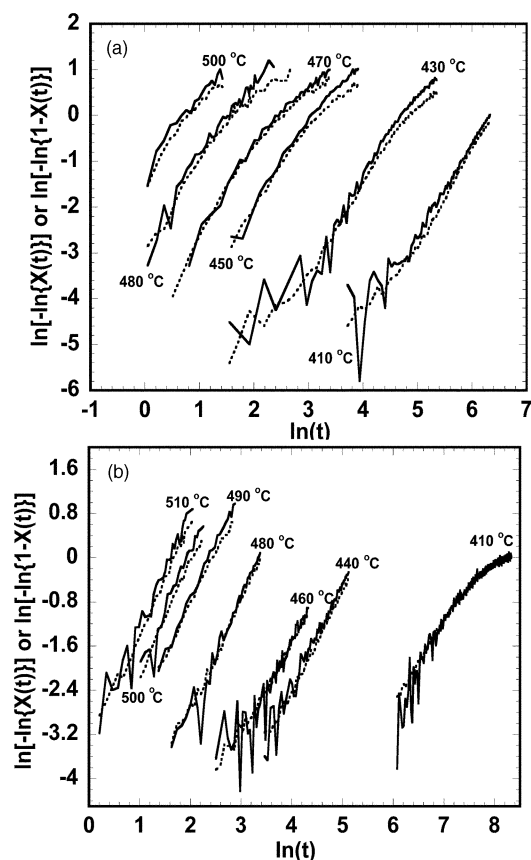 (a)
500 °C
470 °C
430 °C
480 °C
450 °C
410 °C
ln[-ln{X(t)}] or ln[-ln{1-X(t)}]
2
1
0
-1
-2
-3
-4
-5
-6
-1 0 1 2 3 4 5 6 7
ln(t)
(b)
510 °C
490 °C
480 °C
440 °C
410 °C
460 °C
500 °C
ln[-ln{X(t)}] or ln[-ln{1-X(t)}]
1.6
0.8
0
-0.8
-1.6
-2.4
-3.2
-4
0 1 2 3 4 5 6 7 8
ln(t)